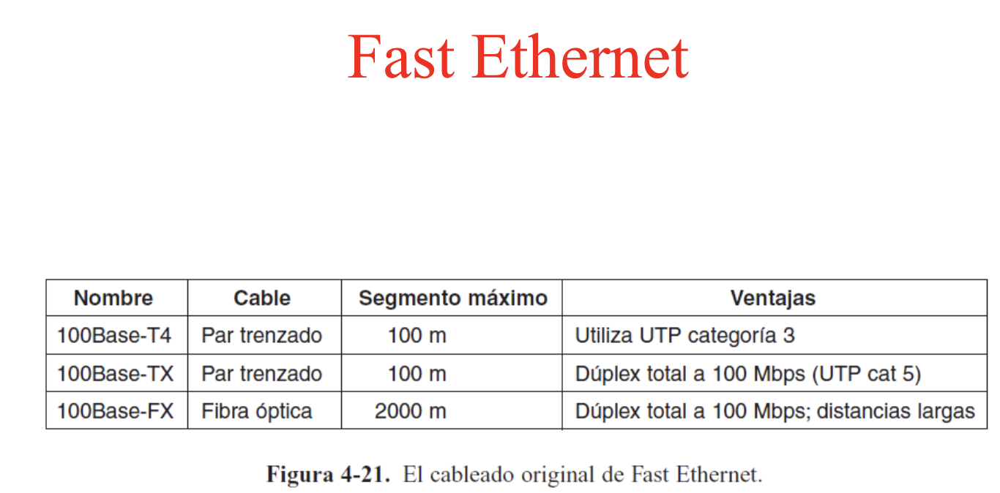 Fast Ethernet
Nombre Cable Segmento máximo Ventajas
100Base-T4 Par trenzado 100 m Utiliza UTP categoría 3
100Base-TX Par trenzado 100 m Dúplex total a 100 Mbps (UTP cat 5)
100Base-FX Fibra óptica 2000 m Dúplex total a 100 Mbps; distancias largas
Figura 4-21. El cableado original de Fast Ethernet.